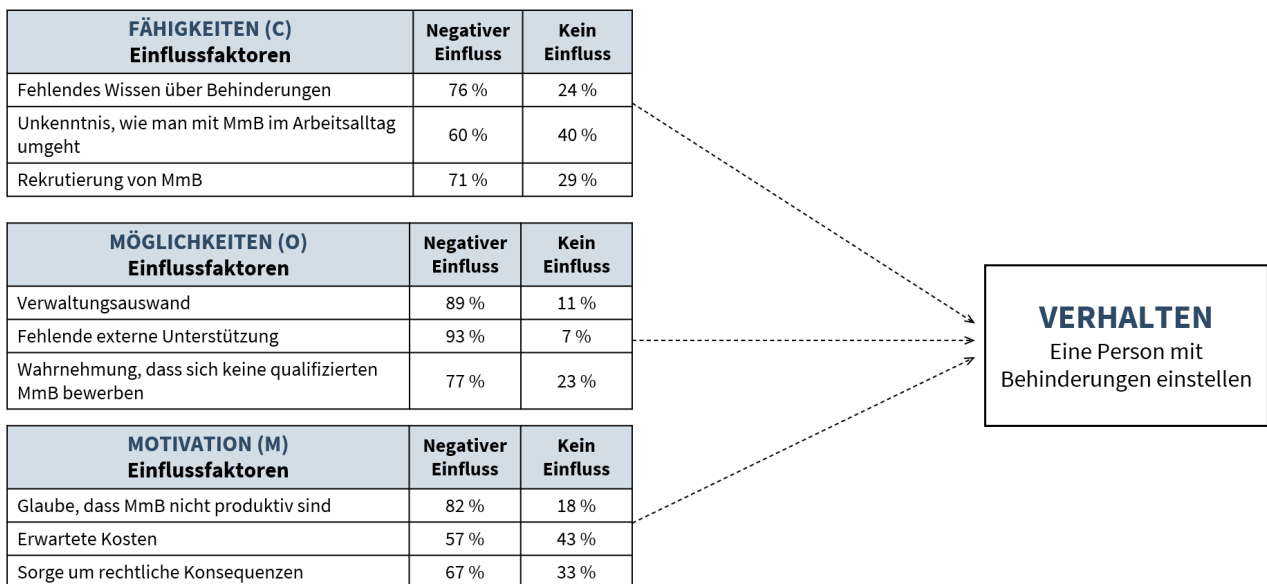 FÄHIGKEITEN (C)
Einflussfaktoren
Negativer
Einfluss
Kein
Einfluss
Fehlendes Wissen über Behinderungen
76 %
24 %
Unkenntnis, wie man mit MmB im Arbeitsalltag
umgeht
60 %
40 %
Rekrutierung von MmB
71 %
29 %
MÖGLICHKEITEN (O)
Einflussfaktoren
Negativer
Einfluss
Kein
Einfluss
Verwaltungsauswand
89 %
11 %
Fehlende externe Unterstützung
93 %
7 %
Wahrnehmung, dass sich keine qualifizierten
MmB bewerben
77 %
23 %
MOTIVATION (M)
Einflussfaktoren
Negativer
Einfluss
Kein
Einfluss
Glaube, dass MmB nicht produktiv sind
82 %
18 %
Erwartete Kosten
57 %
43 %
Sorge um rechtliche Konsequenzen
67 %
33 %
VERHALTEN
Eine Person mit
Behinderungen einstellen